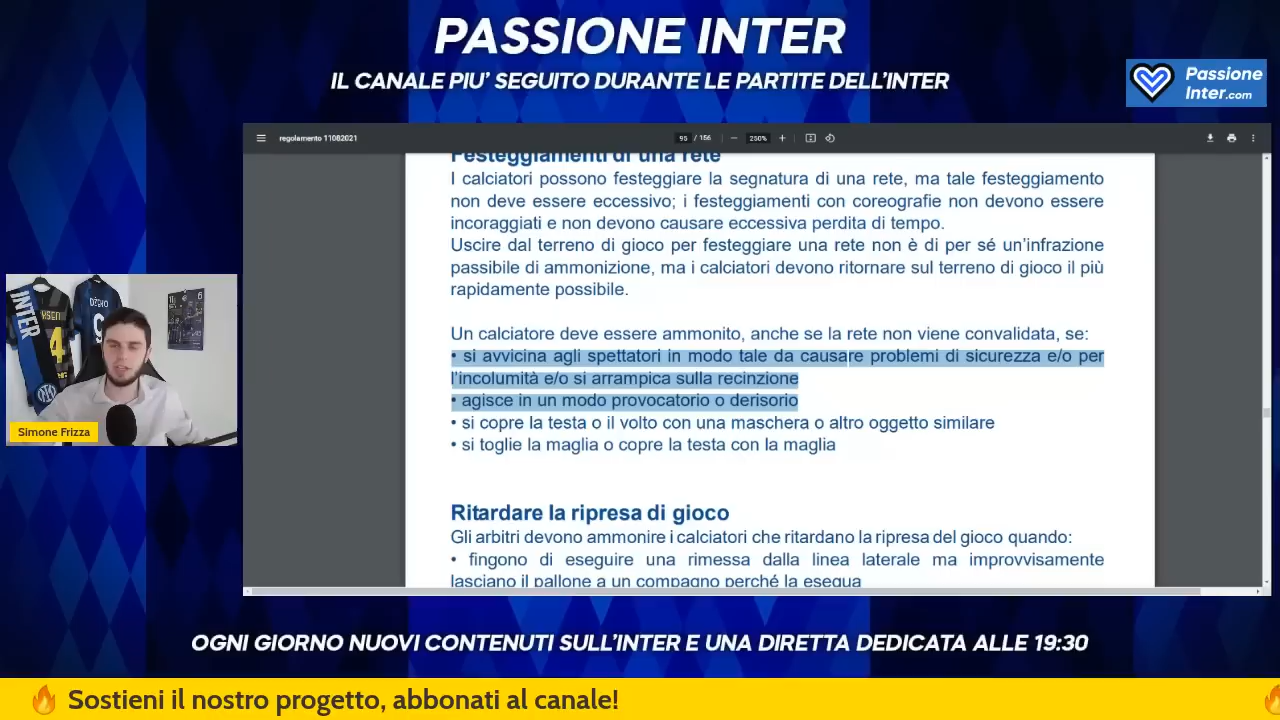 PASSIONE INTER
IL CANALE PIU' SEGUITO DURANTE LE PARTITE DELL'INTER
Passione
Inter.com
regolamento 11082021
95 / 156
250%
Festeggiamenti di una rete
I calciatori possono festeggiare la segnatura di una rete, ma tale festeggiamento
non deve essere eccessivo; i festeggiamenti con coreografie non devono essere
incoraggiati e non devono causare eccessiva perdita di tempo.
Uscire dal terreno di gioco per festeggiare una rete non è di per sé un'infrazione
passibile di ammonizione, ma i calciatori devono ritornare sul terreno di gioco il più
rapidamente possibile.
Un calciatore deve essere ammonito, anche se la rete non viene convalidata, se:
• si avvicina agli spettatori in modo tale da causare problemi di sicurezza e/o per
l'incolumità e/o si arrampica sulla recinzione
• agisce in un modo provocatorio o derisorio
• si copre la testa o il volto con una maschera o altro oggetto similare
• si toglie la maglia o copre la testa con la maglia
Ritardare la ripresa di gioco
Gli arbitri devono ammonire i calciatori che ritardano la ripresa del gioco quando:
• fingono di eseguire una rimessa dalla linea laterale ma improvvisamente
lasciano il pallone a un compagno perché la esegua
INTER
4
9
Simone Frizza
OGNI GIORNO NUOVI CONTENUTI SULL'INTER E UNA DIRETTA DEDICATA ALLE 19:30
Sostieni il nostro progetto, abbonati al canale!